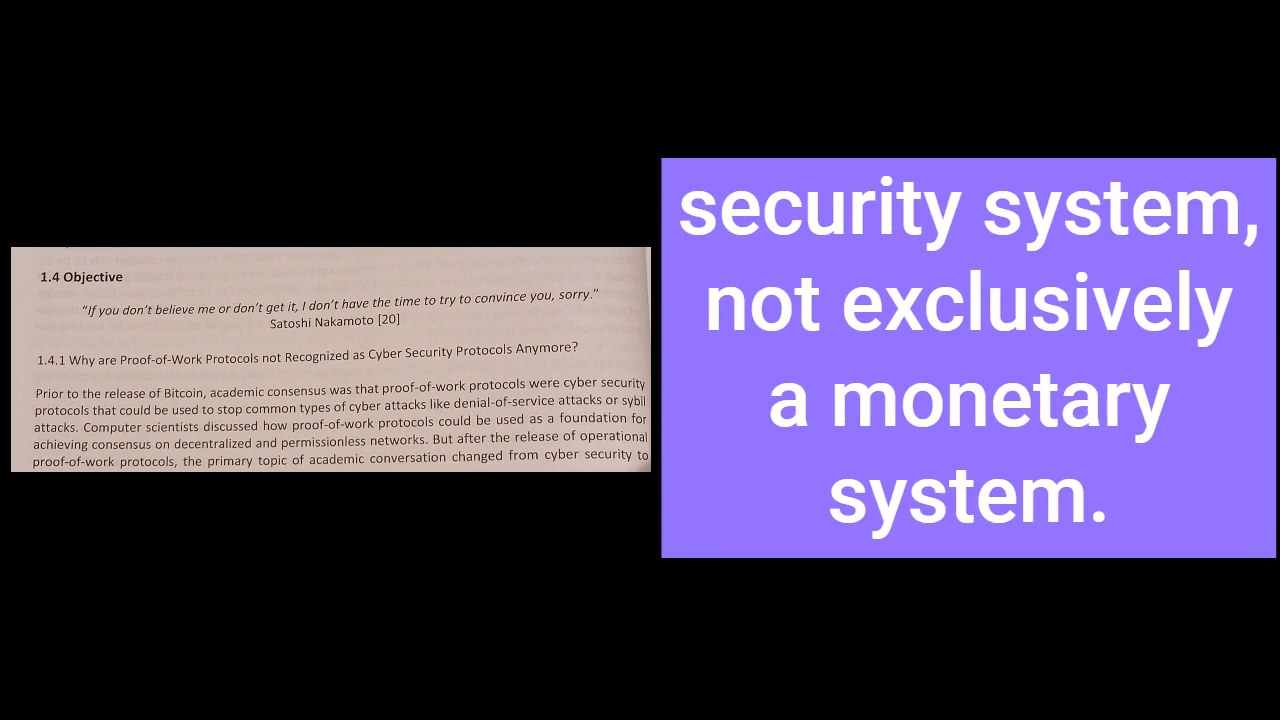 1.4 Objective
“If you don’t believe me or don’t get it, I don’t have the time to try to convince you, sorry.”
Satoshi Nakamoto [20]
1.4.1 Why are Proof-of-Work Protocols not Recognized as Cyber Security Protocols Anymore?
Prior to the release of Bitcoin, academic consensus was that proof-of-work protocols were cyber security
protocols that could be used to stop common types of cyber attacks like denial-of-service attacks or sybil
attacks. Computer scientists discussed how proof-of-work protocols could be used as a foundation for
achieving consensus on decentralized and permissionless networks. But after the release of operational
proof-of-work protocols, the primary topic of academic conversation changed from cyber security to
security system,
not exclusively
a monetary
system.